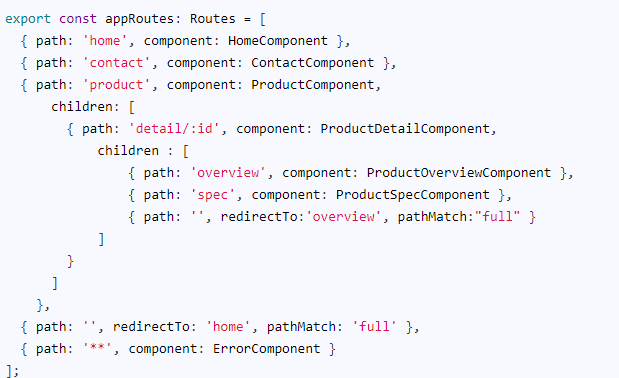 export const appRoutes: Routes = [
  { path: 'home', component: HomeComponent },
  { path: 'contact', component: ContactComponent },
  { path: 'product', component: ProductComponent,
      children: [
        { path: 'detail/:id', component: ProductDetailComponent,
            children : [
                { path: 'overview', component: ProductOverviewComponent },
                { path: 'spec', component: ProductSpecComponent },
                { path: '', redirectTo:'overview', pathMatch:"full" }
            ]
        }
      ]
    },
  { path: '', redirectTo: 'home', pathMatch: 'full' },
  { path: '**', component: ErrorComponent }
];